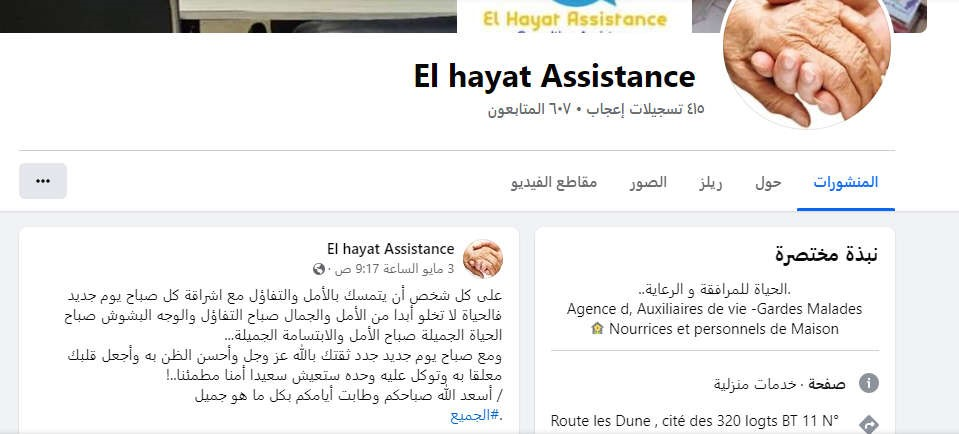 El Hayat Assistance
El hayat Assistance
٤١٥ تسجيلات إعجاب • ٦٠٧ المتابعون
المنشورات
حول
ريلز
الصور
مقاطع الفيديو
نبذة مختصرة
.الحياة للمرافقة و الرعاية..
Agence d, Auxiliaires de vie -Gardes Malades
Nourrices et personnels de Maison
صفحة · خدمات منزلية
Route les Dune , cité des 320 logts BT 11 N°
El hayat Assistance
3 مايو الساعة 9:17 ص ·
على كل شخص أن يتمسك بالأمل والتفاؤل مع اشراقة كل صباح يوم جديد
فالحياة لا تخلو أبدا من الأمل والجمال صباح التفاؤل والوجه البشوش صباح
الحياة الجميلة صباح الأمل والابتسامة الجميلة...
ومع صباح يوم جديد جدد ثقتك بالله عز وجل وأحسن الظن به وأجعل قلبك
معلقا به وتوكل عليه وحده ستعيش سعيدا أمنا مطمئنا..!
/ أسعد الله صباحكم وطابت أيامكم بكل ما هو جميل
.#الجميع